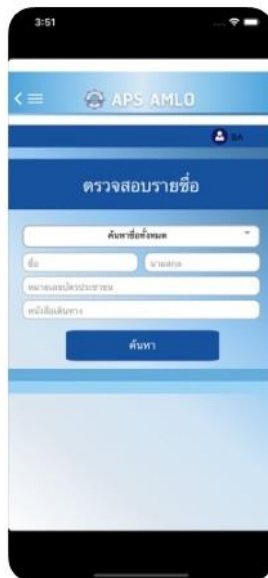 3:51
APS AMLO
BA
ตรวจสอบรายชื่อ
ค้นหาชื่อทั้งหมด
ชื่อ
นามสกุล
หมายเลขบัตรประชาชน
หนังสือเดินทาง
ค้นหา